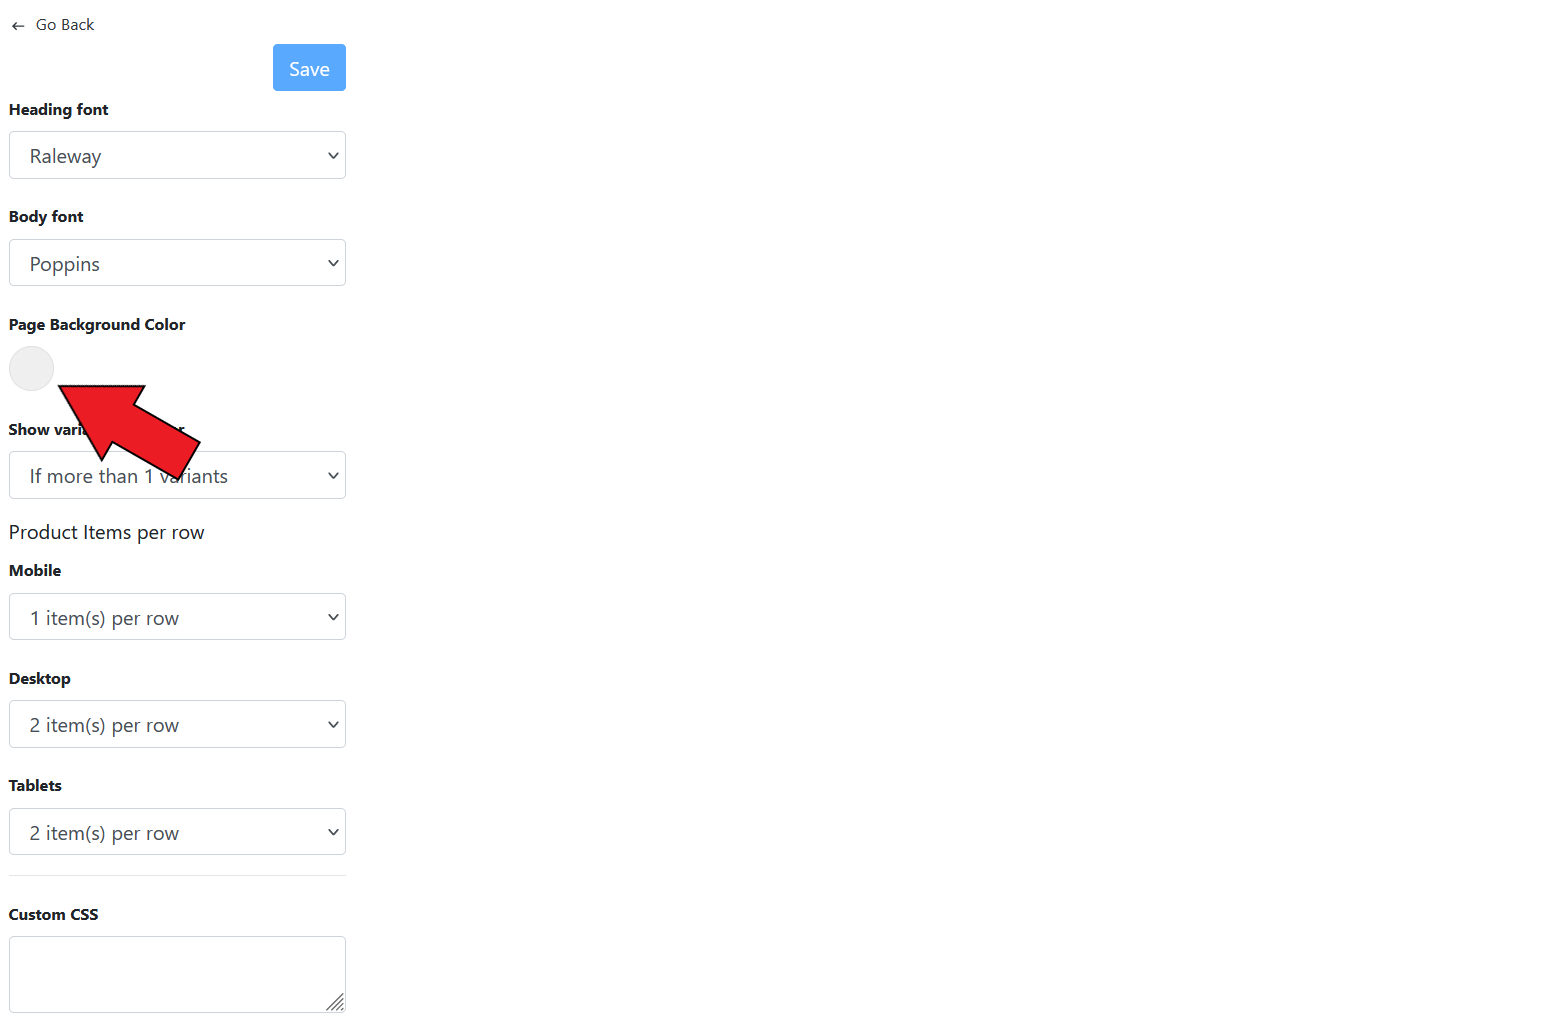 ← Go Back
Save
Heading font
Raleway
Body font
Poppins
Page Background Color
Show
If more than 1 variants
Product Items per row
Mobile
1 item(s) per row
Desktop
2 item(s) per row
Tablets
2 item(s) per row
Custom CSS